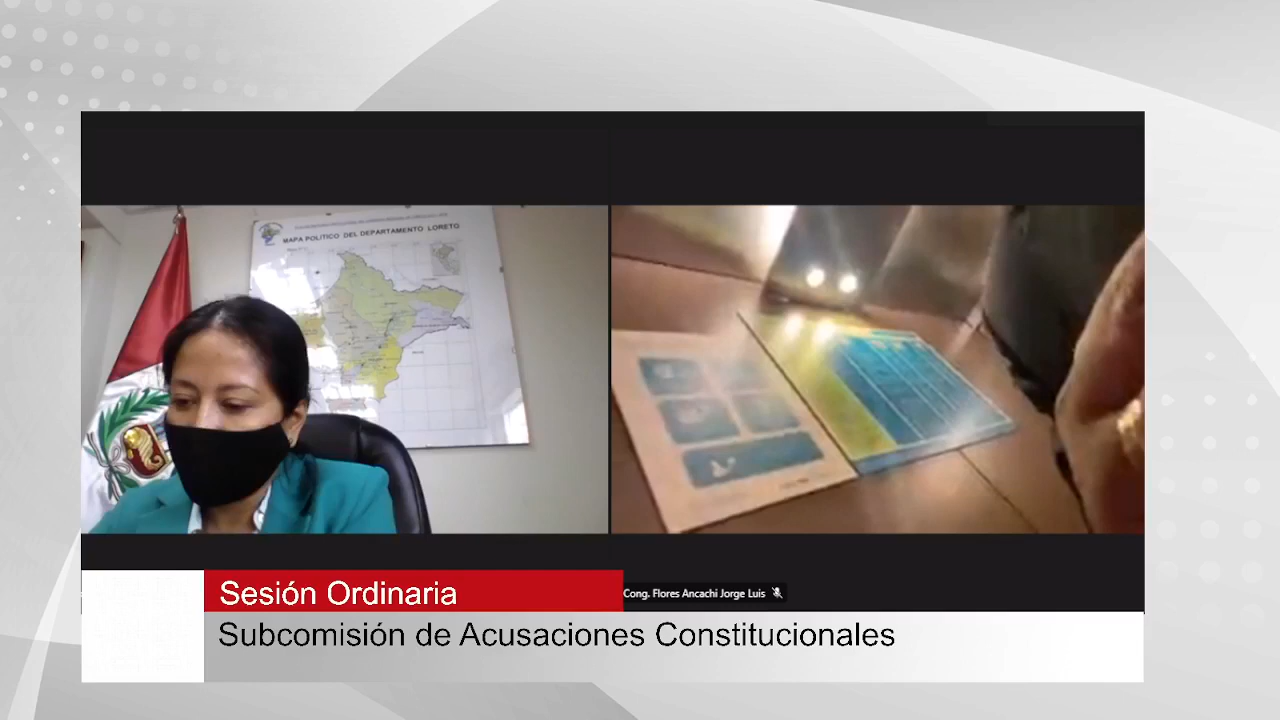 MAPA POLITICO DEL DEPARTAMENTO LORETO
Cong. Flores Ancachi Jorge Luis
Sesión Ordinaria
Subcomisión de Acusaciones Constitucionales